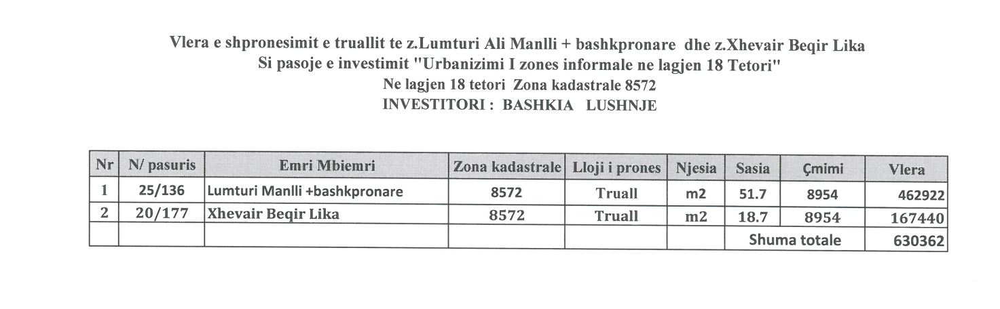 Vlera e shpronesimit e truallit te z.Lumturi Ali Manlli + bashkpronare dhe z.Xhevair Beqir Lika
Si pasoje e investimit "Urbanizimi I zones informale ne lagjen 18 Tetori"
Ne lagjen 18 tetori Zona kadastrale 8572
INVESTITORI : BASHKIA LUSHNJE
Nr N/ pasuris Emri Mbiemri Zona kadastrale Lloji i prones Njesia Sasia Çmimi Vlera
1 25/136 Lumturi Manlli +bashkpronare 8572 Truall m2 51.7 8954 462922
2 20/177 Xhevair Beqir Lika 8572 Truall m2 18.7 8954 167440
Shuma totale 630362